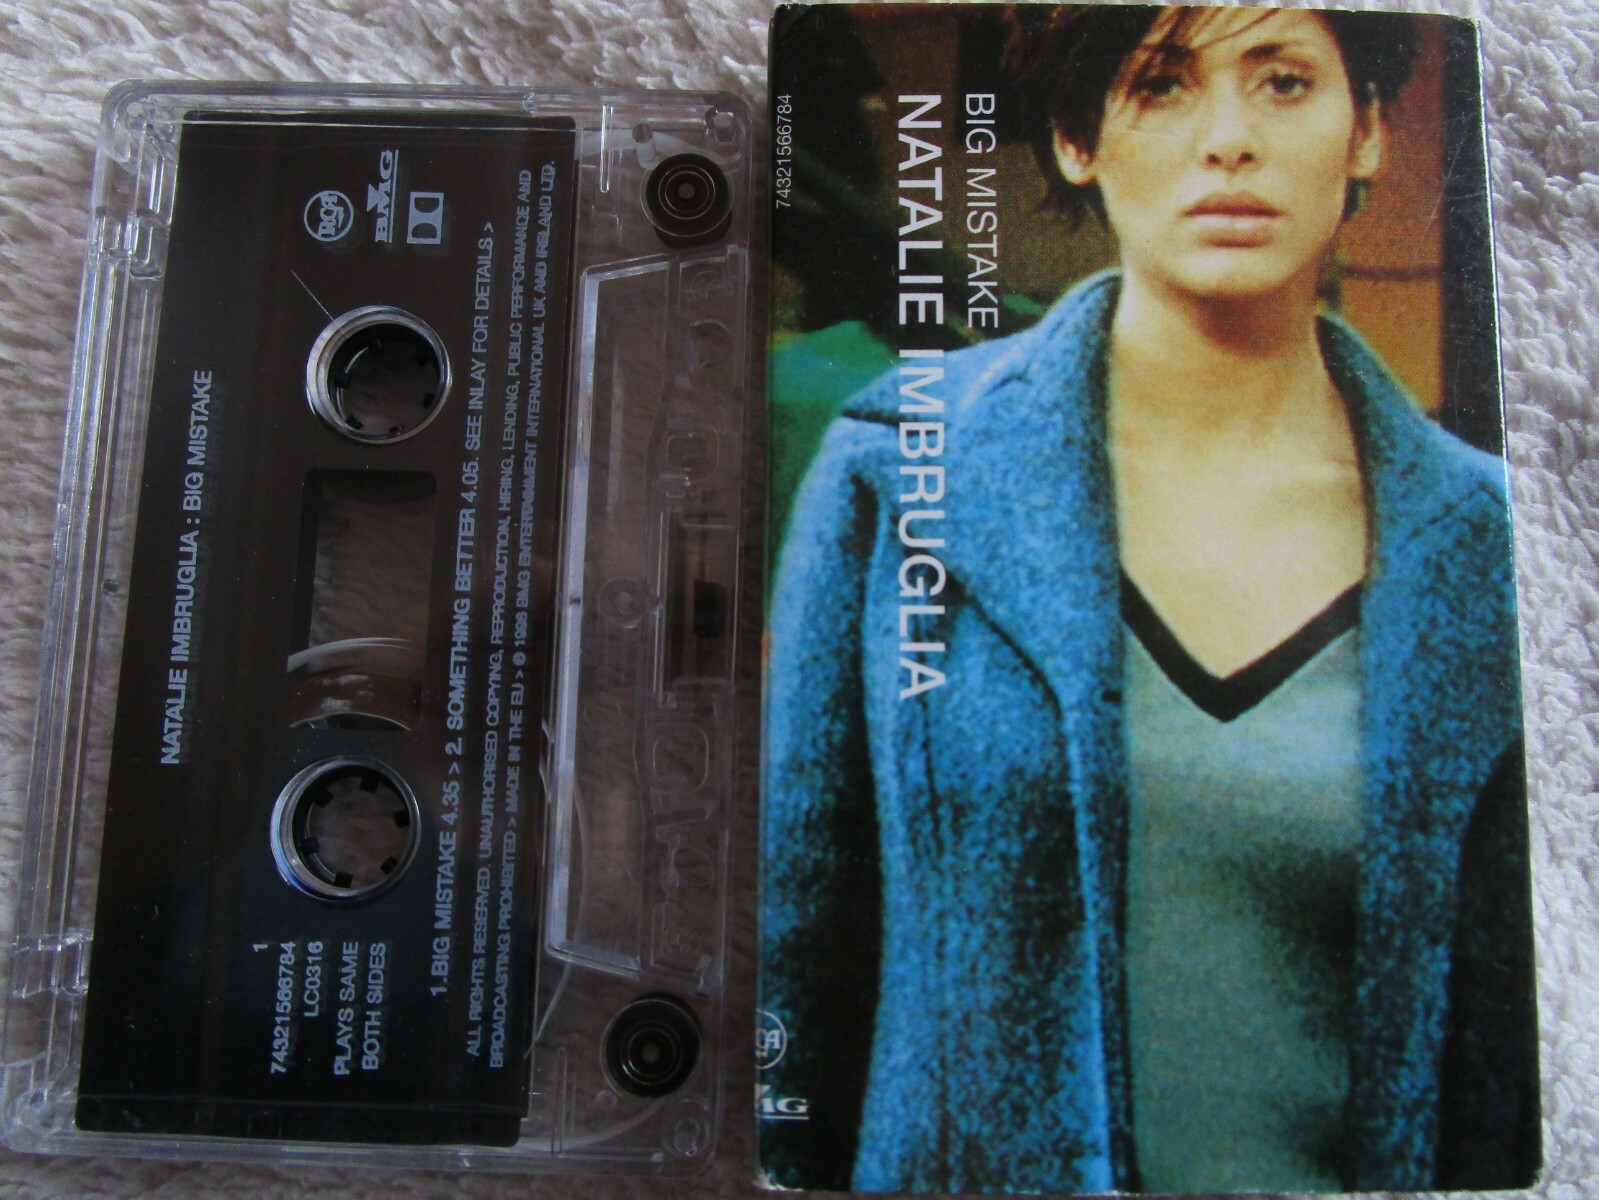 NATALIE IMBRUGLIA : BIG MISTAKE
RCA
BMG
1
74321566784
LC0316
PLAYS SAME
BOTH SIDES
1. BIG MISTAKE 4.35 > 2. SOMETHING BETTER 4.05. SEE INLAY FOR DETAILS >
ALL RIGHTS RESERVED. UNAUTHORISED COPYING, REPRODUCTION, HIRING, LENDING, PUBLIC PERFORMANCE AND
BROADCASTING PROHIBITED > MADE IN THE EU > ℗ 1998 BMG ENTERTAINMENT INTERNATIONAL UK AND IRELAND LTD.
BIG MISTAKE
NATALIE IMBRUGLIA
74321566784